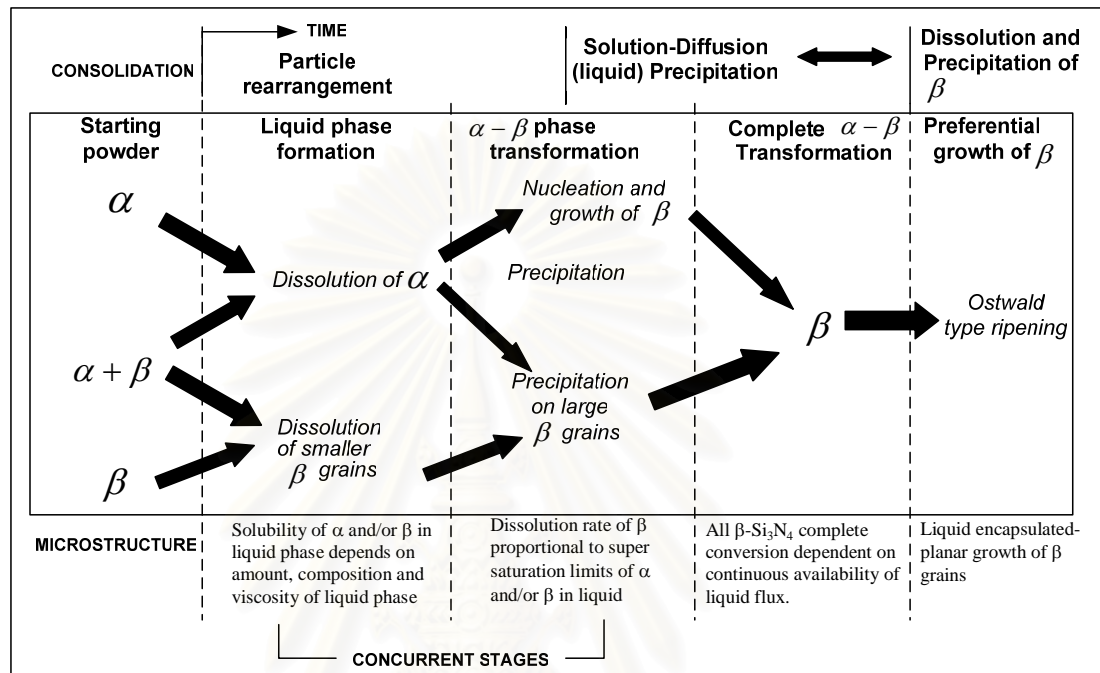 TIME
CONSOLIDATION
Particle
rearrangement
Solution-Diffusion
(liquid) Precipitation
Dissolution and
Precipitation of
β
Starting
powder
Liquid phase
formation
α − β phase
transformation
Complete α − β
Transformation
Preferential
growth of β
α
α + β
β
Dissolution of α
Dissolution
of smaller
β grains
Nucleation and
growth of β
Precipitation
Precipitation
on large
β grains
β
Ostwald
type ripening
MICROSTRUCTURE
Solubility of α and/or β in
liquid phase depends on
amount, composition and
viscosity of liquid phase
Dissolution rate of β
proportional to super
saturation limits of α
and/or β in liquid
All β-Si₃N₄ complete
conversion dependent on
continuous availability of
liquid flux.
Liquid encapsulated-
planar growth of β
grains
CONCURRENT STAGES